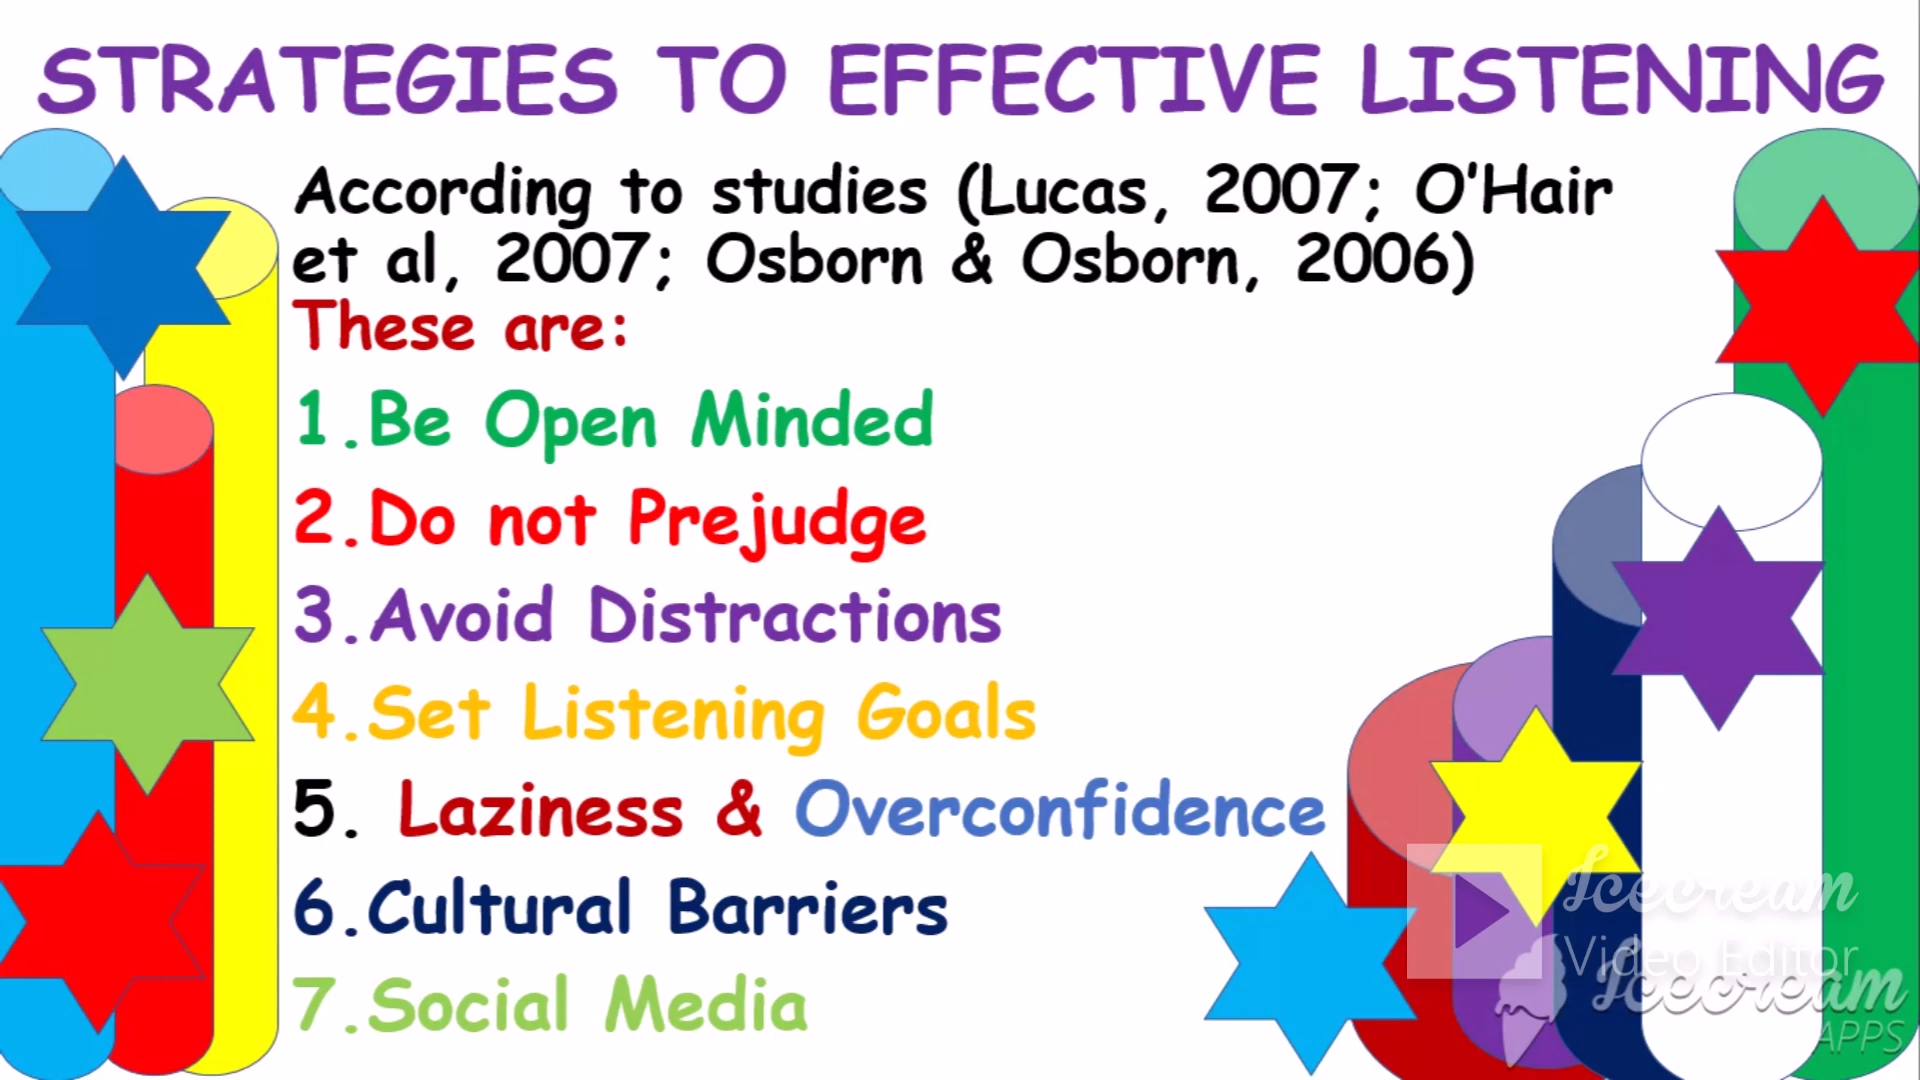 STRATEGIES TO EFFECTIVE LISTENING
According to studies (Lucas, 2007; O'Hair
et al, 2007; Osborn & Osborn, 2006)
These are:
1.Be Open Minded
2.Do not Prejudge
3.Avoid Distractions
4.Set Listening Goals
5. Laziness & Overconfidence
6.Cultural Barriers
7.Social Media
Icecream
Video Editor
Icecream
APPS